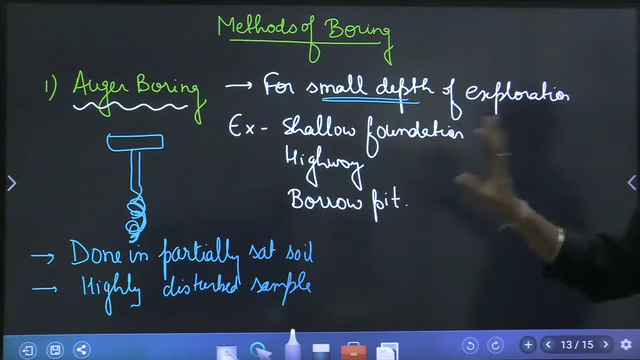 Methods of Boring
1) Auger Boring → For small depth of exploration
Ex- Shallow foundation
Highway
Borrow pit.
→ Done in partially sat soil
→ Highly disturbed sample
13 / 15